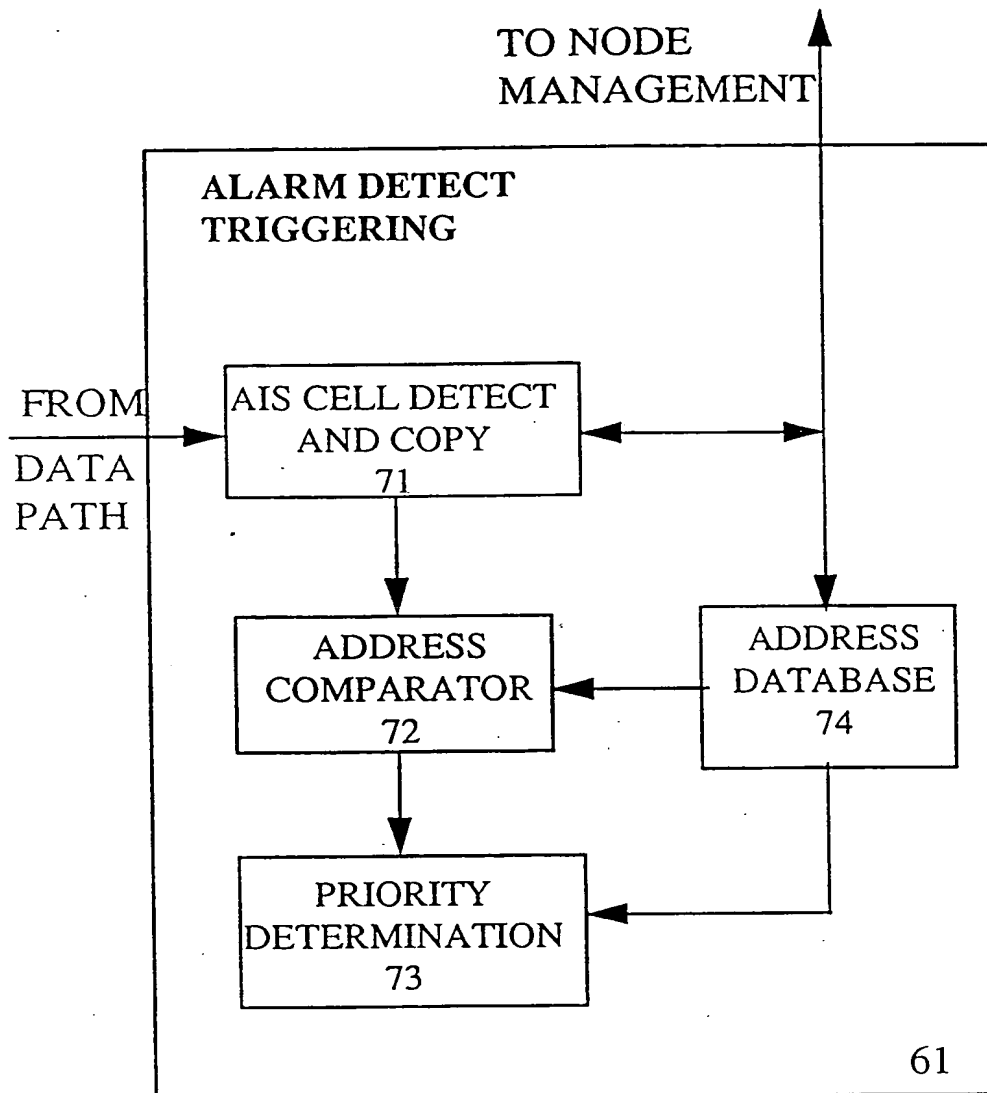 TO NODE
MANAGEMENT
ALARM DETECT
TRIGGERING
FROM
DATA
PATH
AIS CELL DETECT
AND COPY
71
ADDRESS
COMPARATOR
72
ADDRESS
DATABASE
74
PRIORITY
DETERMINATION
73
61